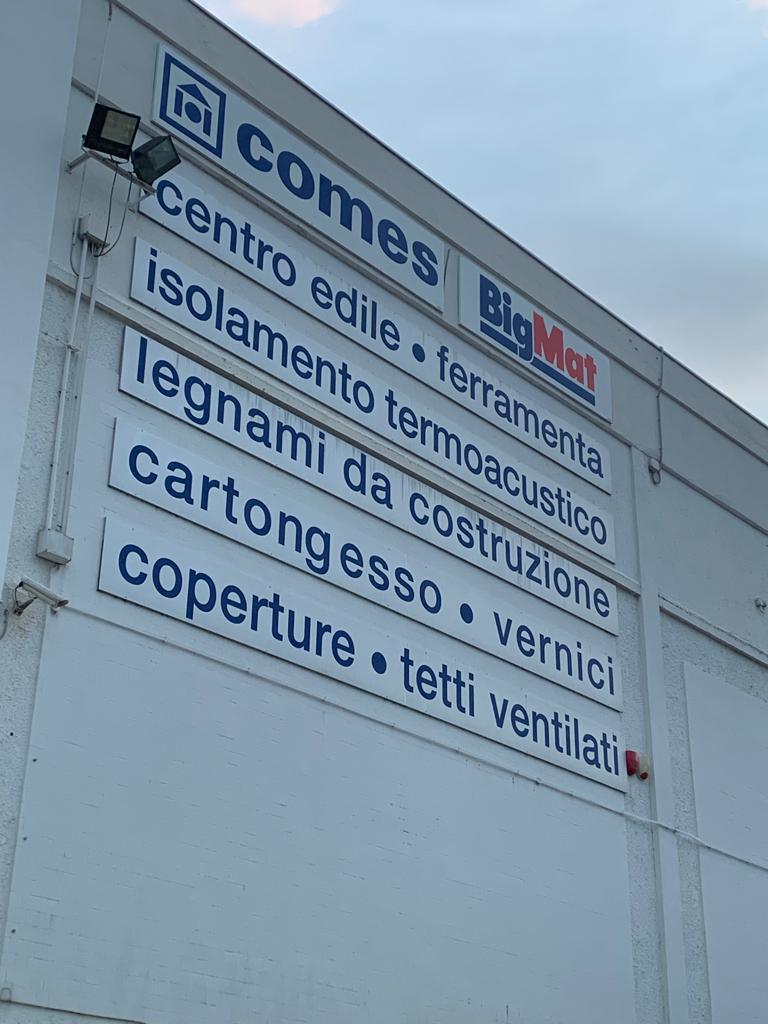 comes
BigMat
centro edile • ferramenta
isolamento termoacustico
legnami da costruzione
cartongesso • vernici
coperture • tetti ventilati